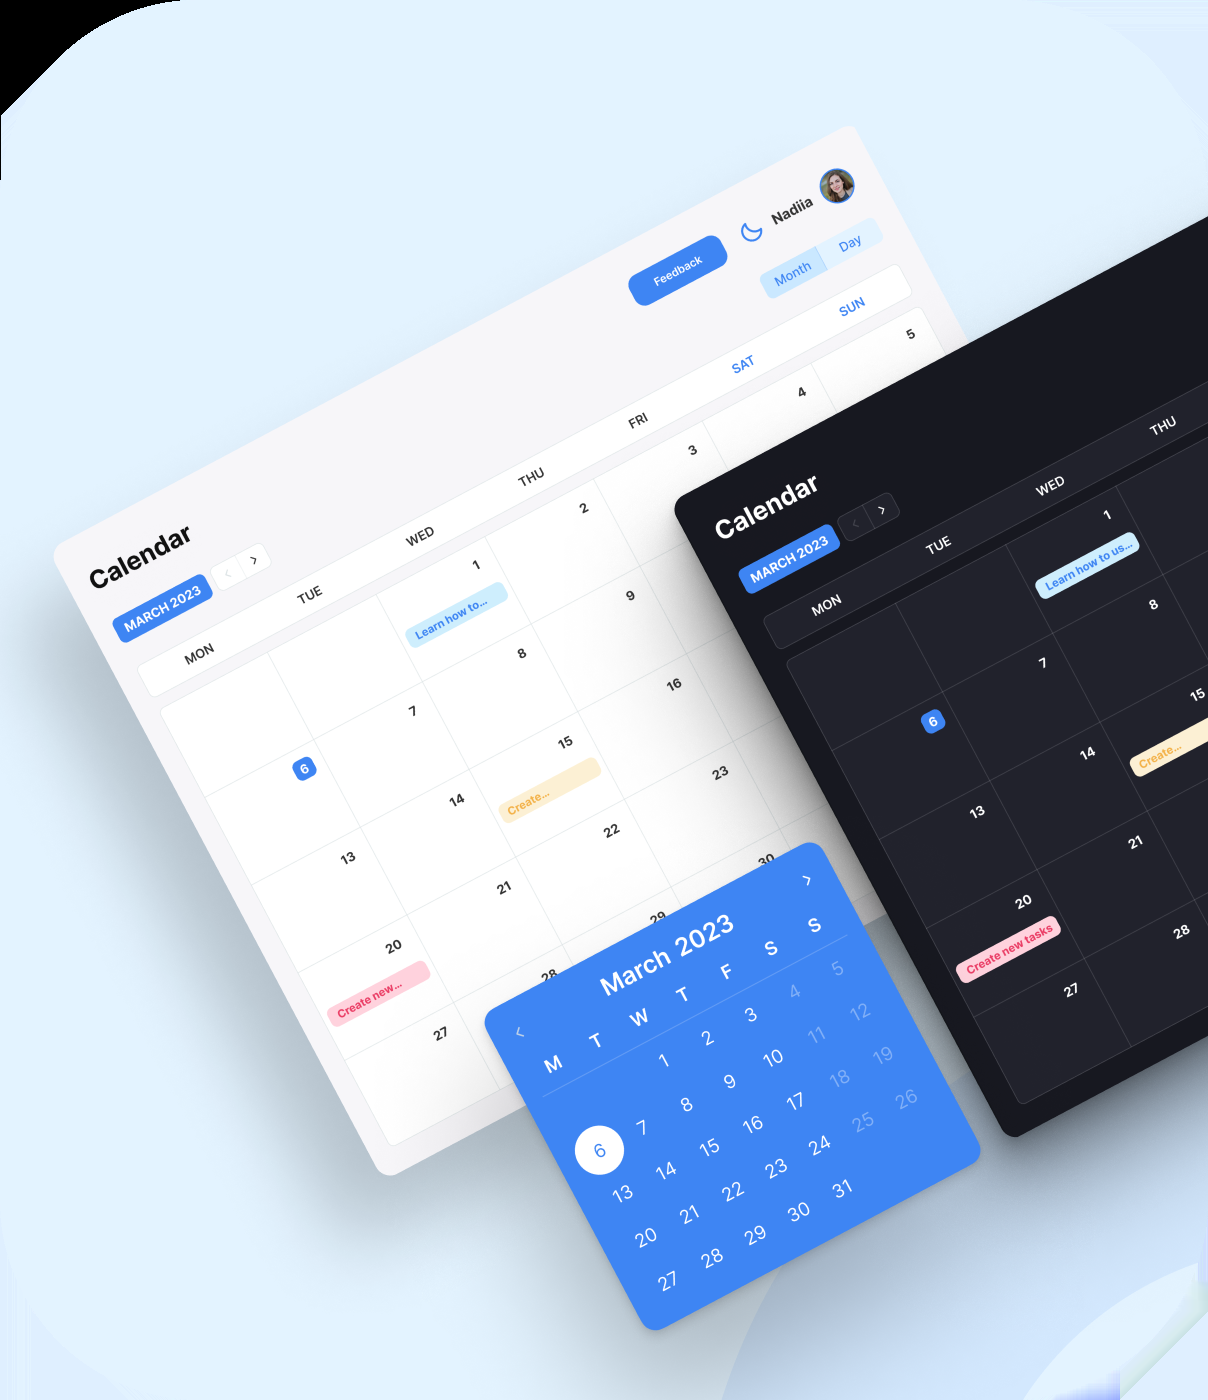 Nadiia
Feedback
Month Day
Calendar
MARCH 2023 < >
MON TUE WED THU FRI SAT SUN
1 2 3 4 5
Learn how to...
6 7 8 9
13 14 15 16
Create...
20 21 22 23
Create new...
27 28 29 30
Calendar
MARCH 2023 < >
MON TUE WED THU
1
Learn how to us...
6 7 8
13 14 15
Create...
20 21
Create new tasks
27 28
< March 2023 >
M T W T F S S
1 2 3 4 5
6 7 8 9 10 11 12
13 14 15 16 17 18 19
20 21 22 23 24 25 26
27 28 29 30 31